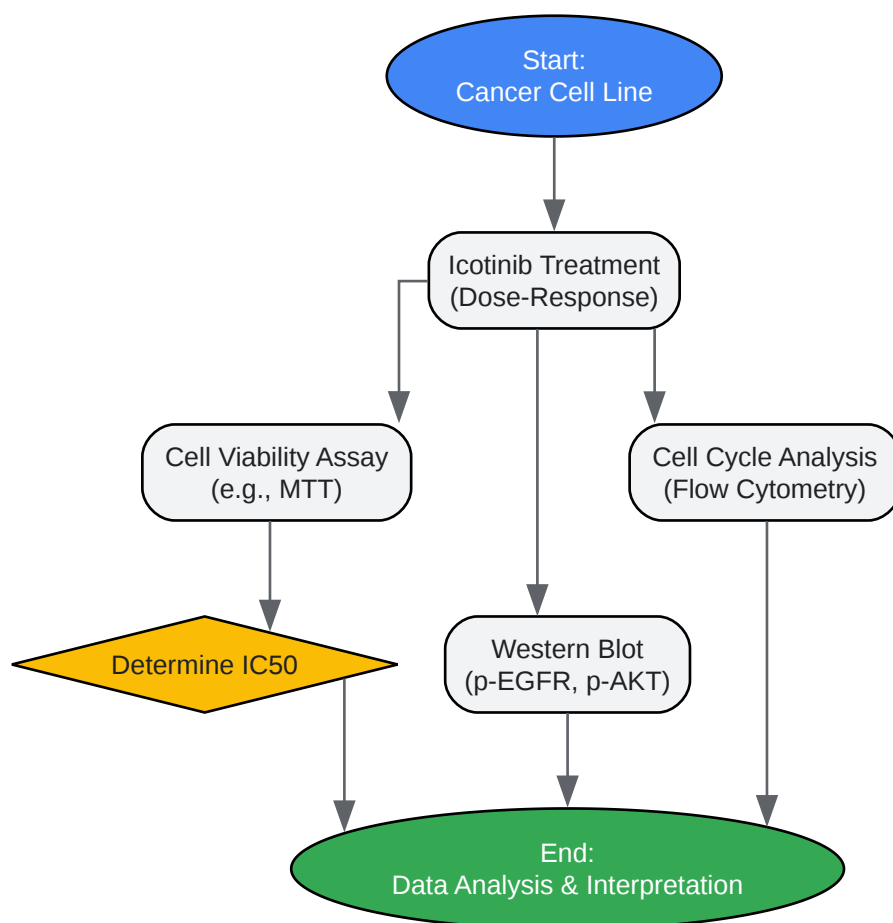 Start:
Cancer Cell Line
Icotinib Treatment
(Dose-Response)
Cell Viability Assay
(e.g., MTT)
Cell Cycle Analysis
(Flow Cytometry)
Determine IC50
Western Blot
(p-EGFR, p-AKT)
End:
Data Analysis & Interpretation